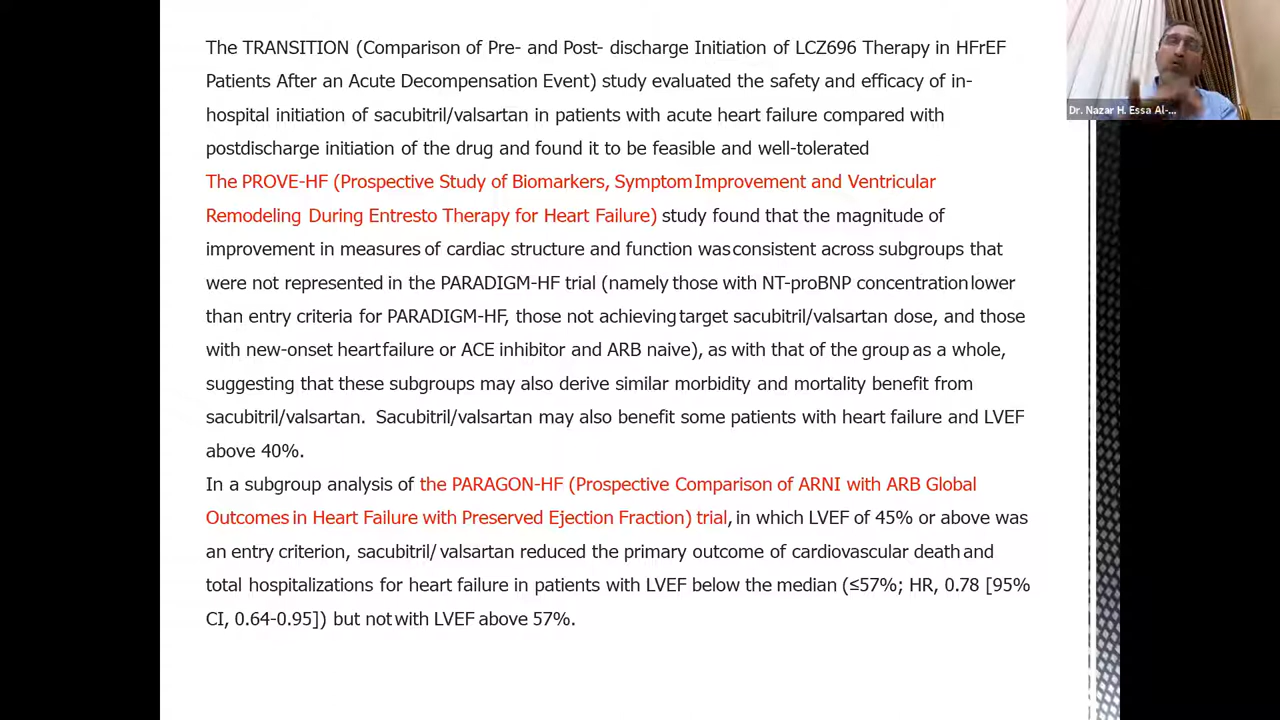 The TRANSITION (Comparison of Pre- and Post- discharge Initiation of LCZ696 Therapy in HFrEF
Patients After an Acute Decompensation Event) study evaluated the safety and efficacy of in-
hospital initiation of sacubitril/valsartan in patients with acute heart failure compared with
postdischarge initiation of the drug and found it to be feasible and well-tolerated
The PROVE-HF (Prospective Study of Biomarkers, Symptom Improvement and Ventricular
Remodeling During Entresto Therapy for Heart Failure) study found that the magnitude of
improvement in measures of cardiac structure and function was consistent across subgroups that
were not represented in the PARADIGM-HF trial (namely those with NT-proBNP concentration lower
than entry criteria for PARADIGM-HF, those not achieving target sacubitril/valsartan dose, and those
with new-onset heart failure or ACE inhibitor and ARB naive), as with that of the group as a whole,
suggesting that these subgroups may also derive similar morbidity and mortality benefit from
sacubitril/valsartan. Sacubitril/valsartan may also benefit some patients with heart failure and LVEF
above 40%.
In a subgroup analysis of the PARAGON-HF (Prospective Comparison of ARNI with ARB Global
Outcomes in Heart Failure with Preserved Ejection Fraction) trial, in which LVEF of 45% or above was
an entry criterion, sacubitril/ valsartan reduced the primary outcome of cardiovascular death and
total hospitalizations for heart failure in patients with LVEF below the median (≤57%; HR, 0.78 [95%
CI, 0.64-0.95]) but not with LVEF above 57%.
Dr. Nazar H. Essa Al-...